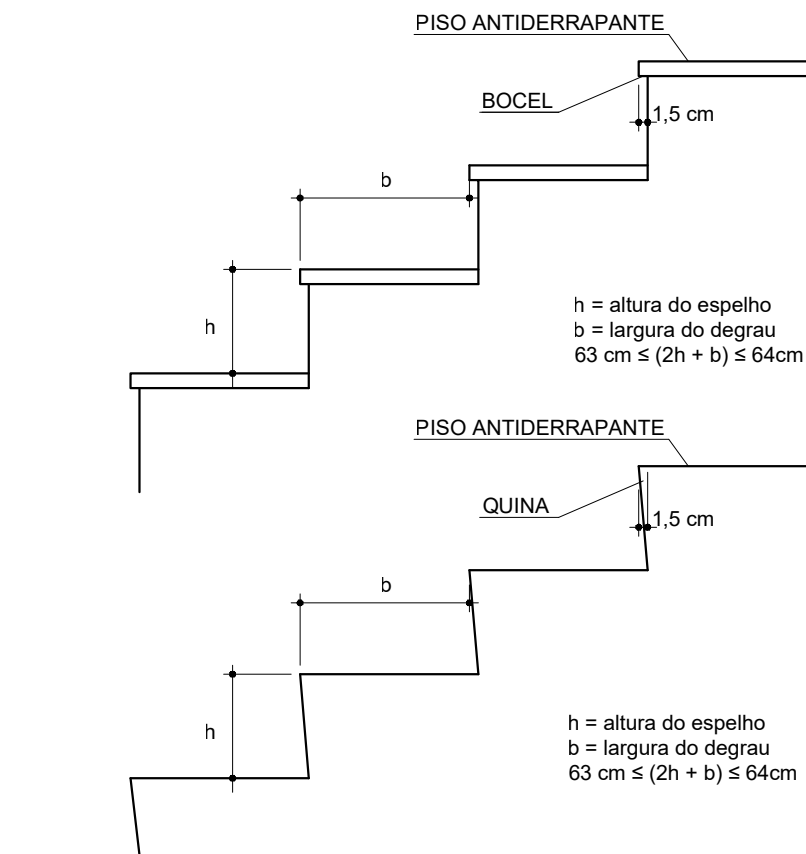 PISO ANTIDERRAPANTE
BOCEL
1,5 cm
b
h
h = altura do espelho
b = largura do degrau
63 cm ≤ (2h + b) ≤ 64cm
PISO ANTIDERRAPANTE
QUINA
1,5 cm
b
h
h = altura do espelho
b = largura do degrau
63 cm ≤ (2h + b) ≤ 64cm